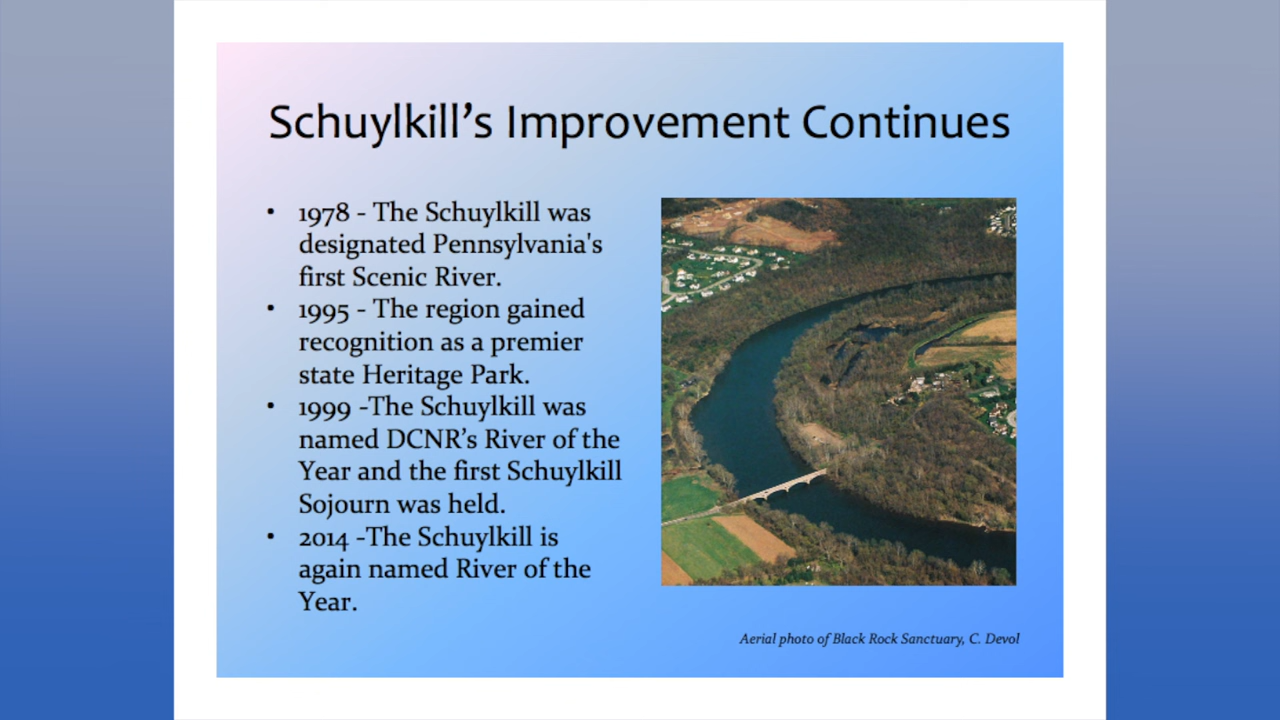 Schuylkill’s Improvement Continues
• 1978 - The Schuylkill was
designated Pennsylvania's
first Scenic River.
• 1995 - The region gained
recognition as a premier
state Heritage Park.
• 1999 -The Schuylkill was
named DCNR’s River of the
Year and the first Schuylkill
Sojourn was held.
• 2014 -The Schuylkill is
again named River of the
Year.
Aerial photo of Black Rock Sanctuary, C. Devol